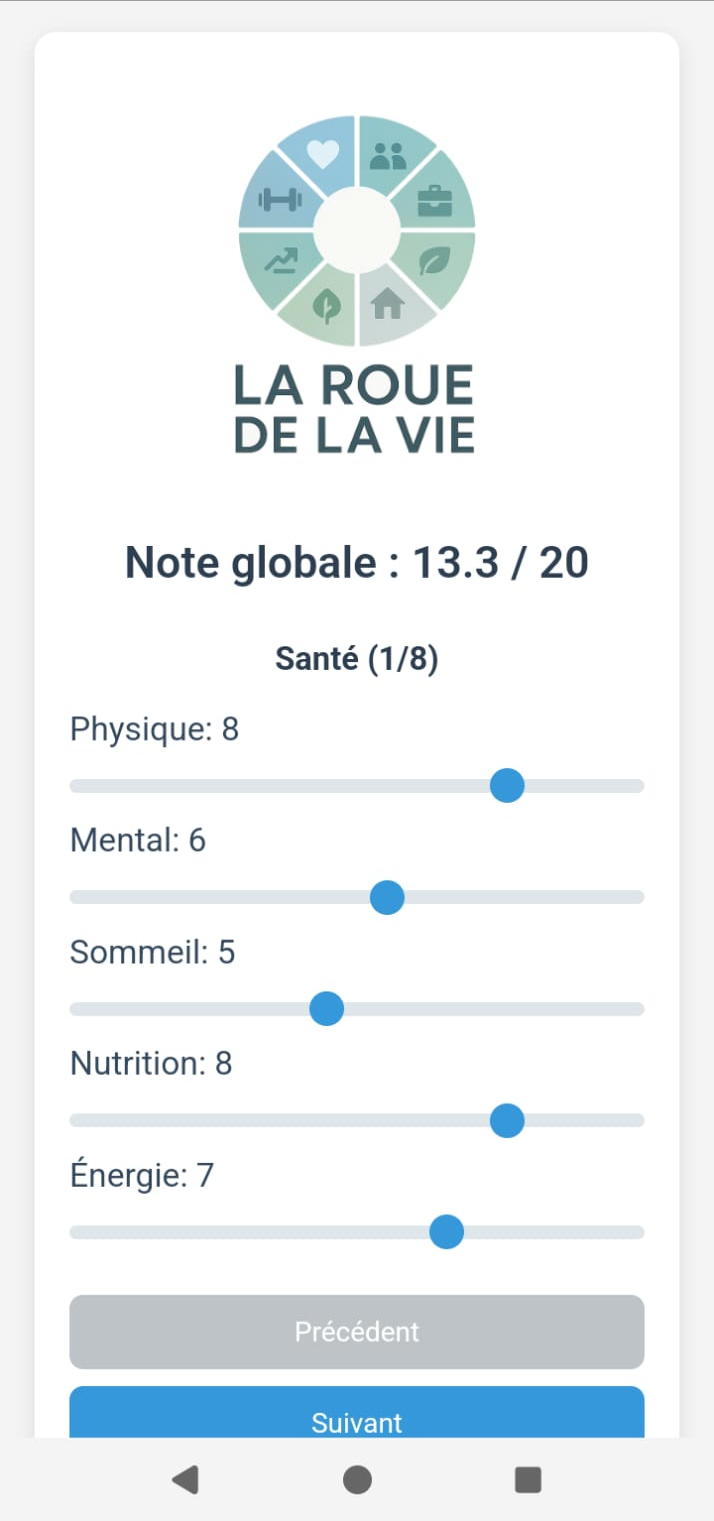 LA ROUE
DE LA VIE
Note globale : 13.3 / 20
Santé (1/8)
Physique: 8
Mental: 6
Sommeil: 5
Nutrition: 8
Énergie: 7
Précédent
Suivant